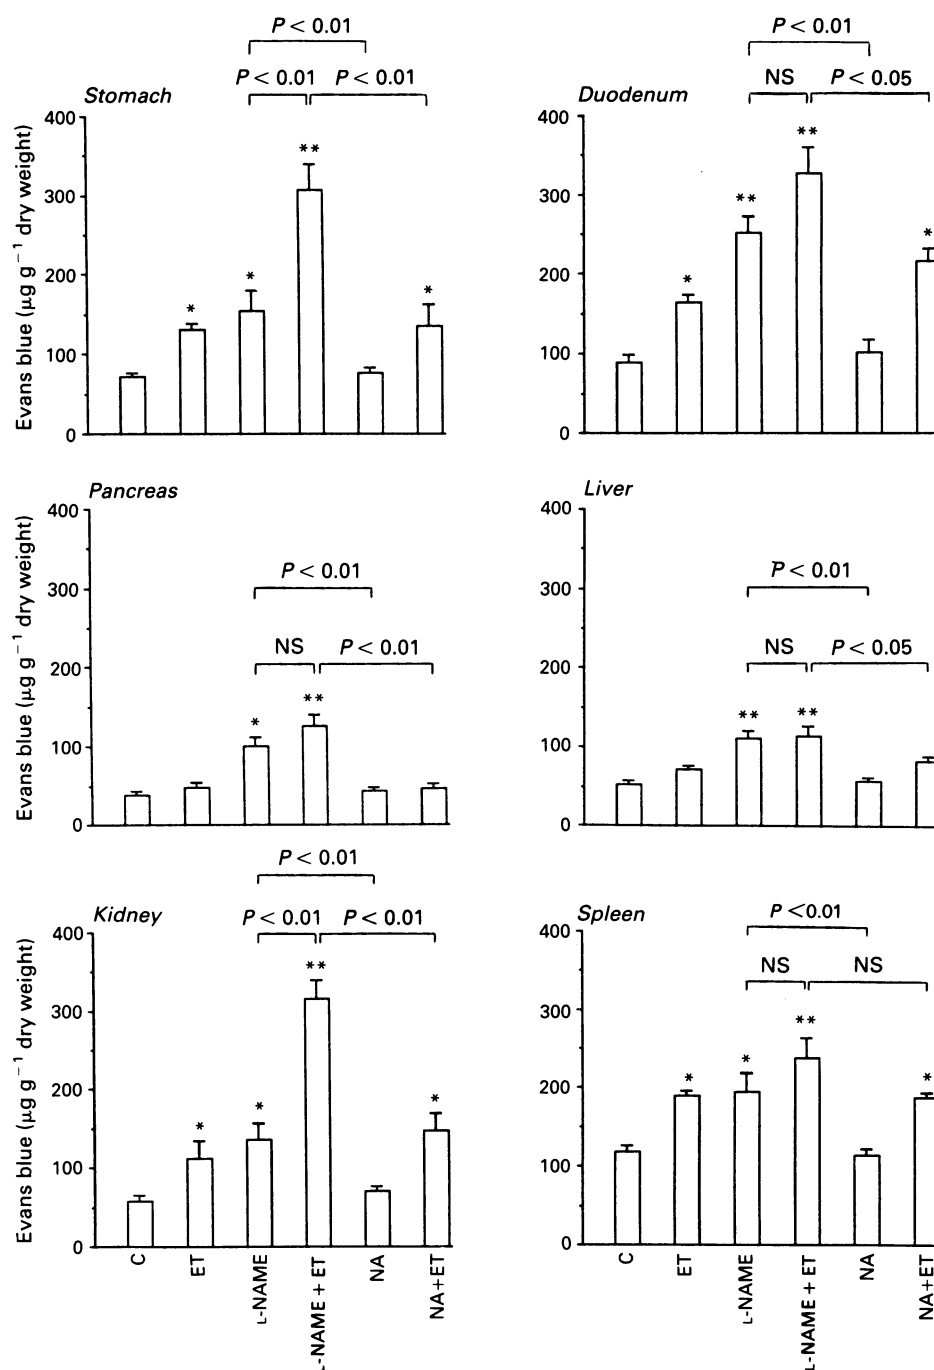 P < 0.01
P < 0.01 P < 0.01
Stomach
Evans blue (μg g⁻¹ dry weight)
400
300
200
100
0
*
*
**
*
P < 0.01
NS P < 0.05
Duodenum
400
300
200
100
0
*
**
**
*
Pancreas
Evans blue (μg g⁻¹ dry weight)
400
300
200
100
0
P < 0.01
NS P < 0.01
*
**
Liver
400
300
200
100
0
P < 0.01
NS P < 0.05
**
**
P < 0.01
Kidney P < 0.01 P < 0.01
Evans blue (μg g⁻¹ dry weight)
400
300
200
100
0
*
*
**
*
C
ET
L-NAME
L-NAME + ET
NA
NA+ET
Spleen
P <0.01
NS NS
400
300
200
100
0
*
*
**
*
C
ET
L-NAME
L-NAME + ET
NA
NA+ET